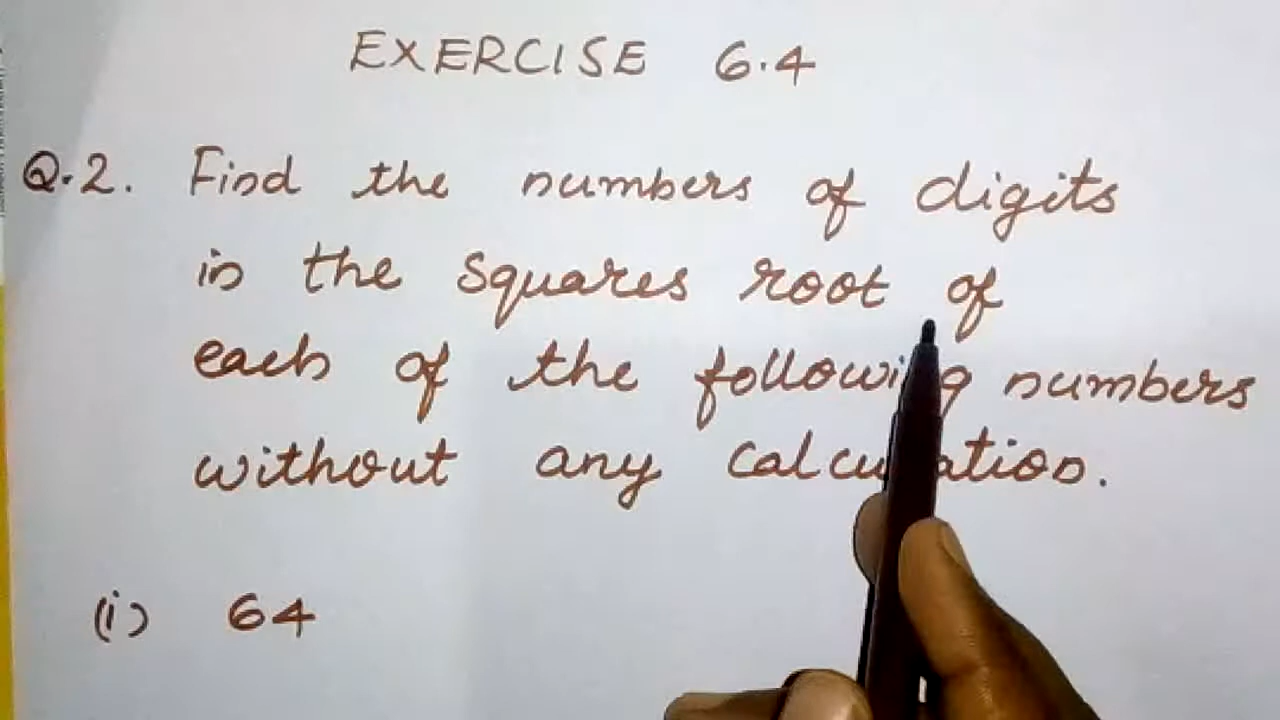 EXERCISE 6.4
Q.2. Find the numbers of digits
in the squares root of
each of the following numbers
without any calculation.
(i) 64